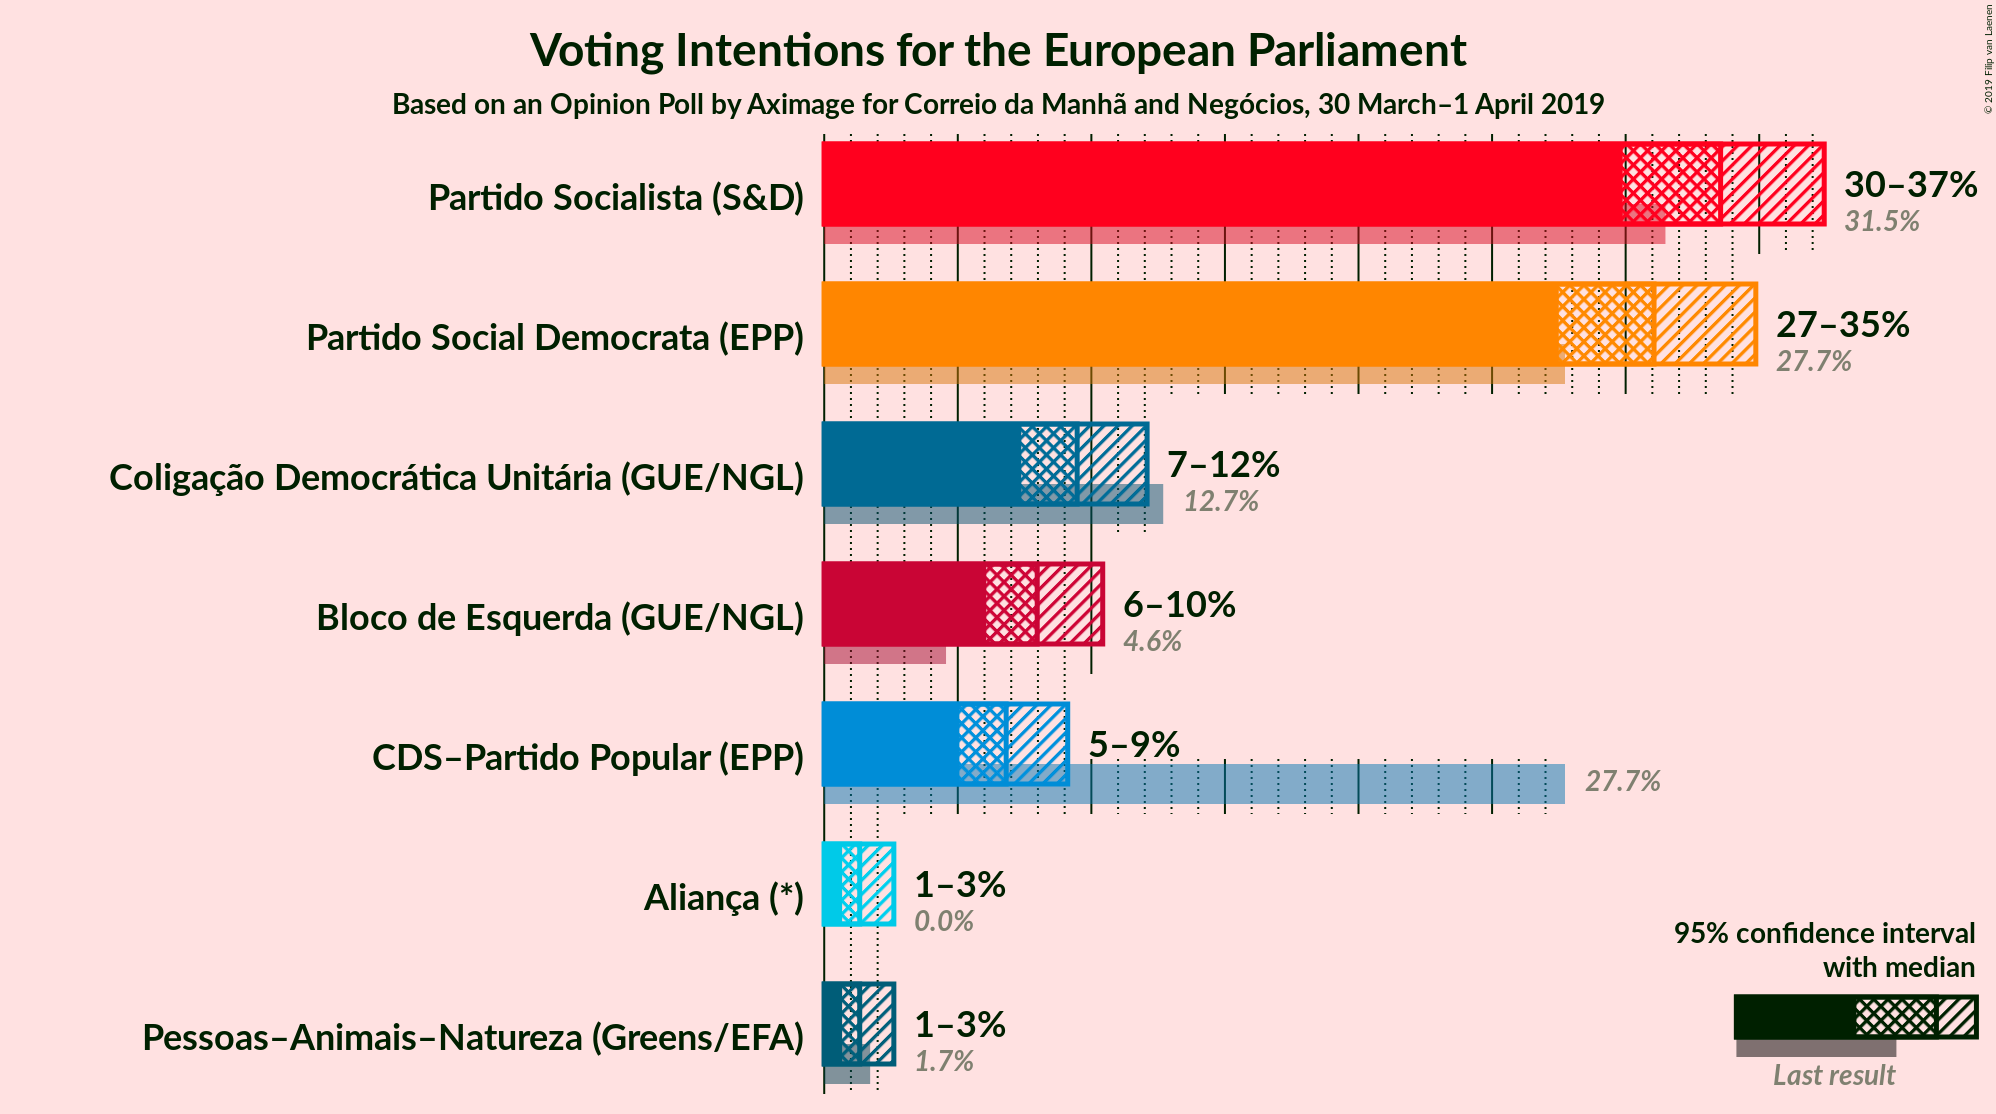 Voting Intentions for the European Parliament
Based on an Opinion Poll by Aximage for Correio da Manhã and Negócios, 30 March–1 April 2019
© 2019 Filip van Laenen
Partido Socialista (S&D)
30–37%
31.5%
Partido Social Democrata (EPP)
27–35%
27.7%
Coligação Democrática Unitária (GUE/NGL)
7–12%
12.7%
Bloco de Esquerda (GUE/NGL)
6–10%
4.6%
CDS–Partido Popular (EPP)
5–9%
27.7%
Aliança (*)
1–3%
0.0%
Pessoas–Animais–Natureza (Greens/EFA)
1–3%
1.7%
95% confidence interval
with median
Last result